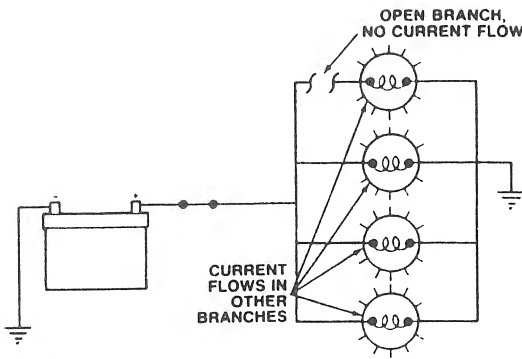 OPEN BRANCH,
NO CURRENT FLOW
- +
CURRENT
FLOWS IN
OTHER
BRANCHES